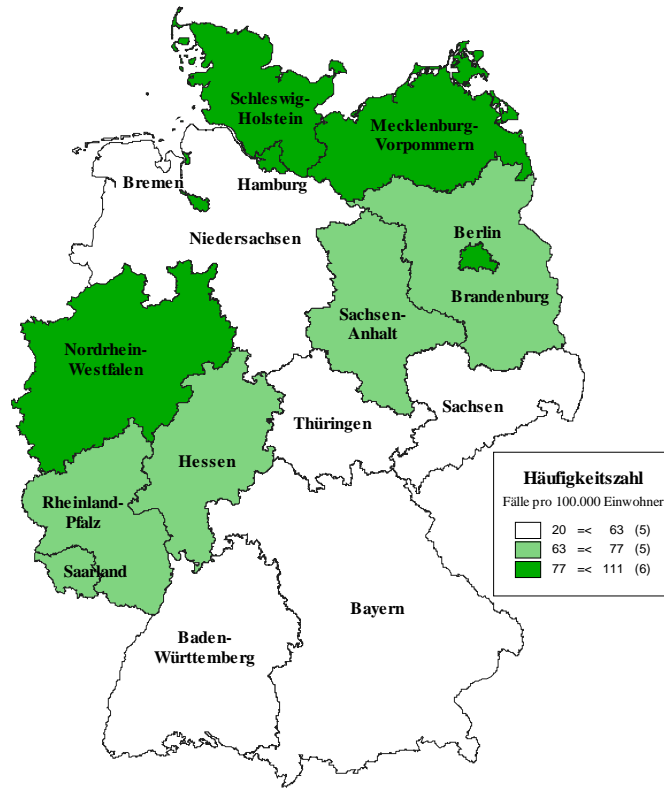 Schleswig-
Holstein
Mecklenburg-
Vorpommern
Bremen
Hamburg
Niedersachsen
Berlin
Brandenburg
Sachsen-
Anhalt
Nordrhein-
Westfalen
Thüringen
Sachsen
Hessen
Rheinland-
Pfalz
Saarland
Bayern
Baden-
Württemberg
Häufigkeitszahl
Fälle pro 100.000 Einwohner
20 =< 63 (5)
63 =< 77 (5)
77 =< 111 (6)